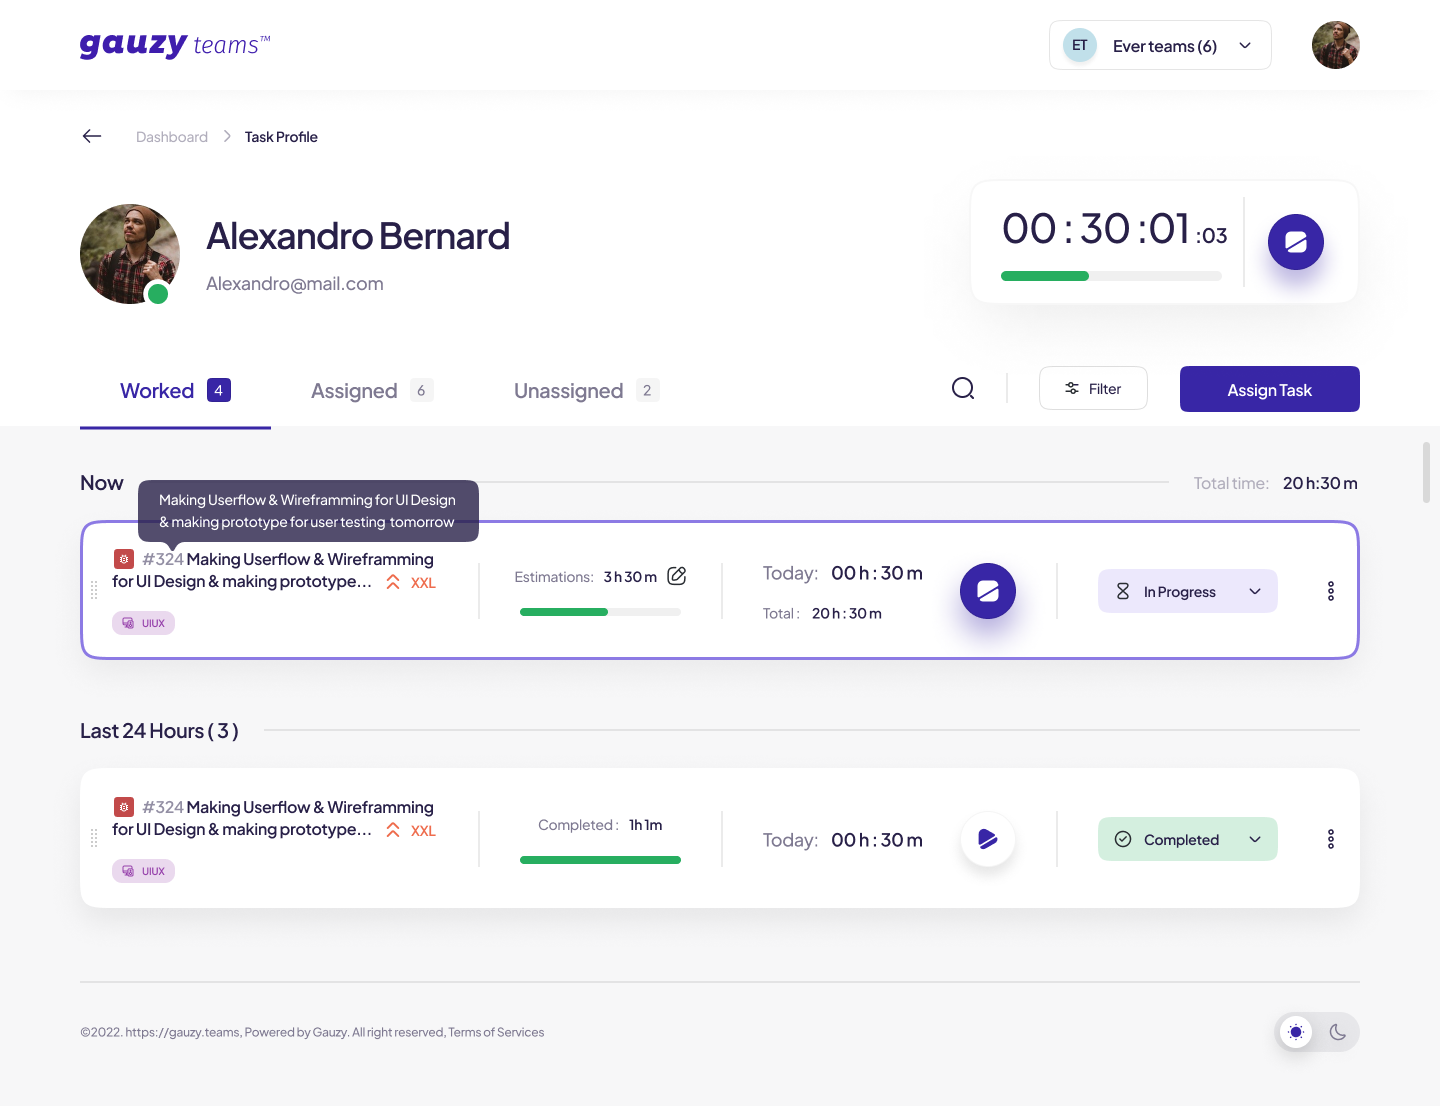 gauzy teams™
ET Ever teams (6)
Dashboard Task Profile
Alexandro Bernard
Alexandro@mail.com
00 : 30 :01 :03
Worked 4 Assigned 6 Unassigned 2
Filter
Assign Task
Now
Total time: 20 h:30 m
Making Userflow & Wireframming for UI Design
& making prototype for user testing tomorrow
#324 Making Userflow & Wireframming
for UI Design & making prototype... XXL
UIUX
Estimations: 3 h 30 m
Today: 00 h : 30 m
Total : 20 h : 30 m
In Progress
Last 24 Hours ( 3 )
#324 Making Userflow & Wireframming
for UI Design & making prototype... XXL
UIUX
Completed : 1h 1m
Today: 00 h : 30 m
Completed
©2022. https://gauzy.teams, Powered by Gauzy. All right reserved, Terms of Services